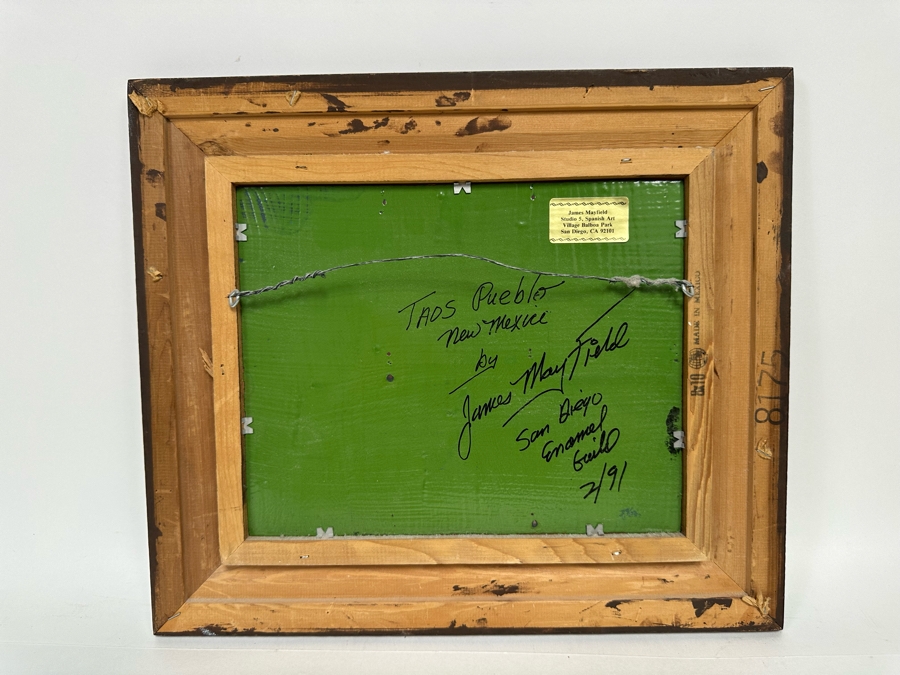 James Mayfield
Studio 5, Spanish Art
Village Balboa Park
San Diego, CA 92101
TAOS Pueblo
New Mexico
by
James Mayfield
San Diego
Enamel
Guild
2/91
8x10
MADE IN MEXICO
8175